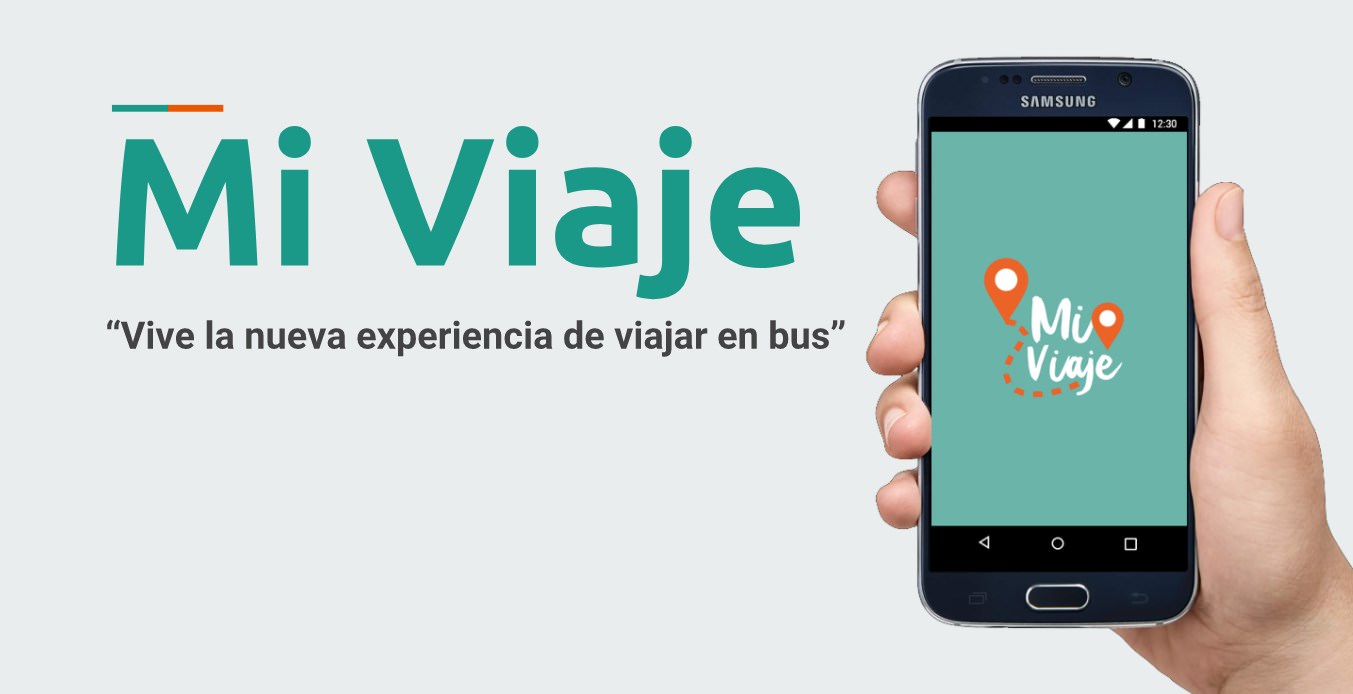 Mi Viaje
“Vive la nueva experiencia de viajar en bus”
SAMSUNG
12:30
Mi
Viaje